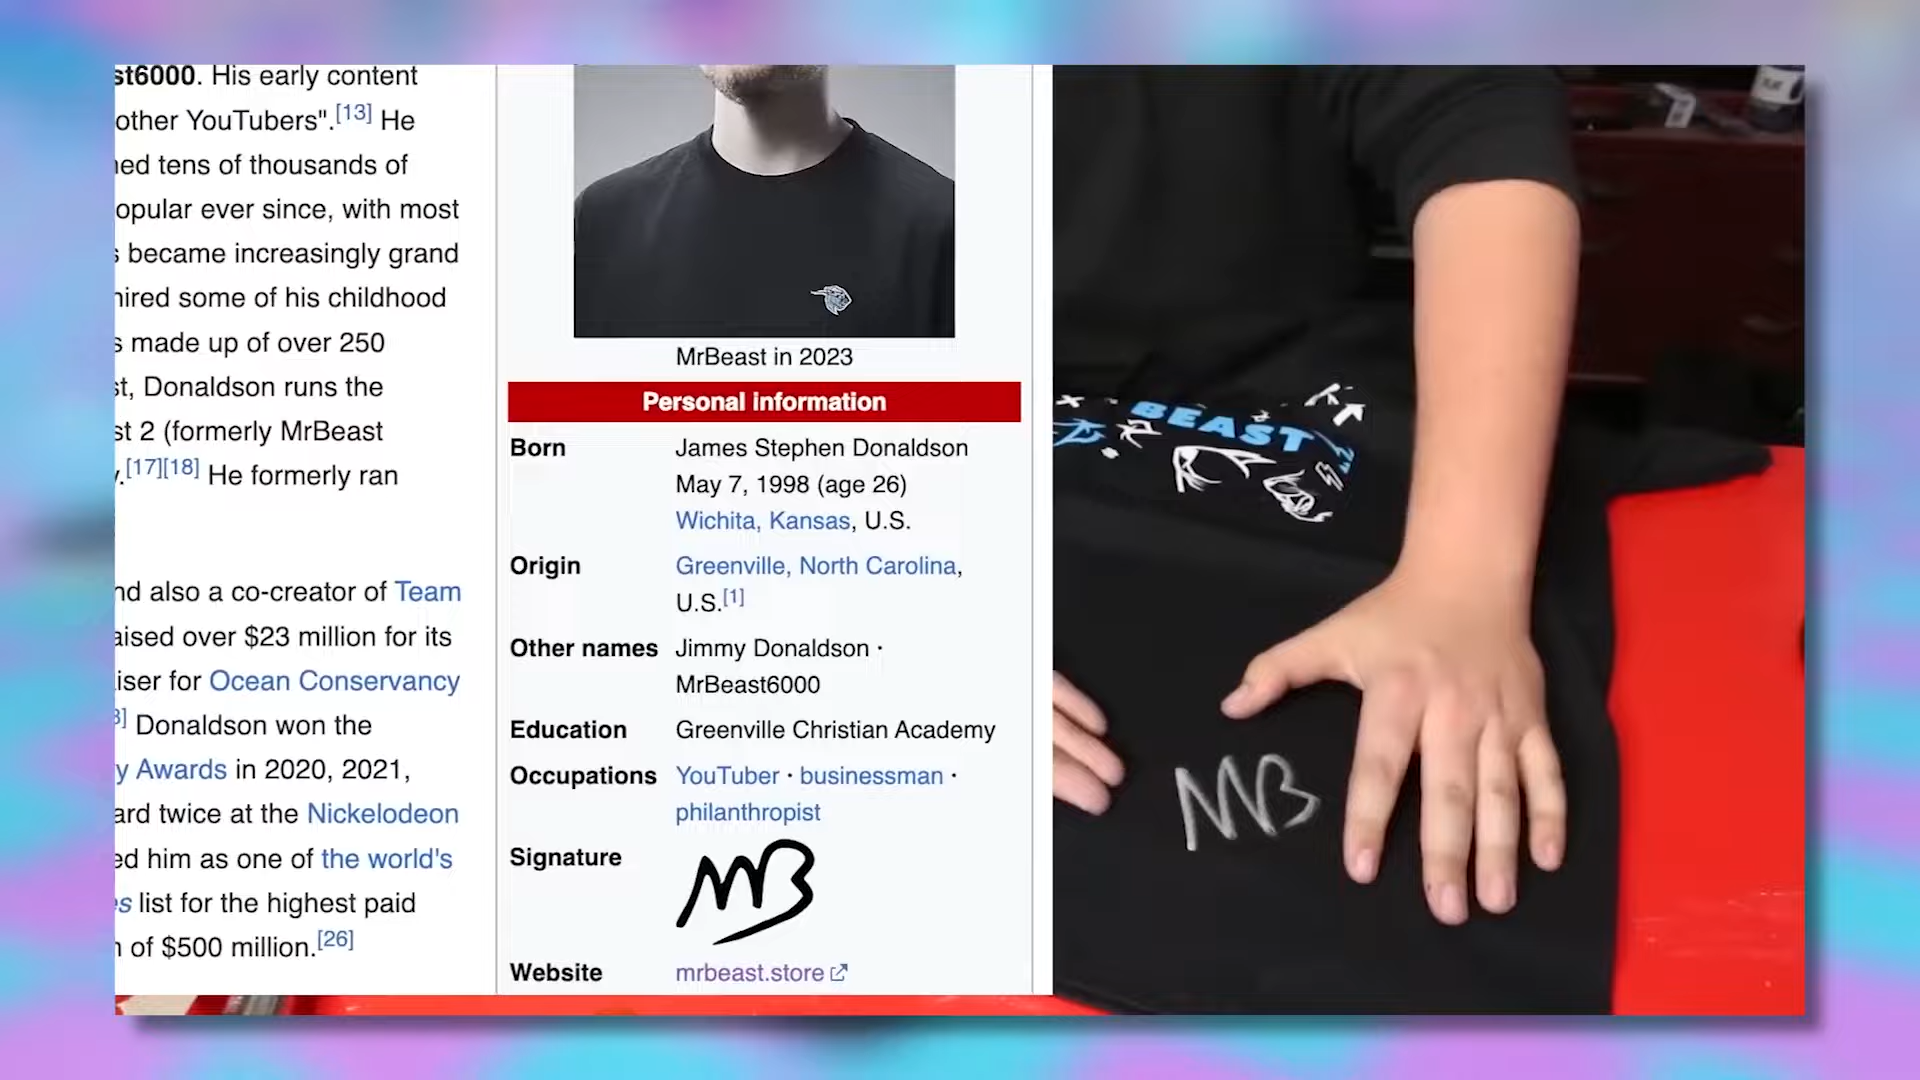 st6000. His early content
other YouTubers".[13] He
ned tens of thousands of
opular ever since, with most
s became increasingly grand
hired some of his childhood
s made up of over 250
st, Donaldson runs the
st 2 (formerly MrBeast
y.[17][18] He formerly ran
nd also a co-creator of Team
aised over $23 million for its
iser for Ocean Conservancy
3] Donaldson won the
y Awards in 2020, 2021,
ard twice at the Nickelodeon
ed him as one of the world's
es list for the highest paid
n of $500 million.[26]
MrBeast in 2023
Personal information
Born James Stephen Donaldson
May 7, 1998 (age 26)
Wichita, Kansas, U.S.
Origin Greenville, North Carolina,
U.S.[1]
Other names Jimmy Donaldson ·
MrBeast6000
Education Greenville Christian Academy
Occupations YouTuber · businessman ·
philanthropist
Signature MB
Website mrbeast.store
BEAST
MB